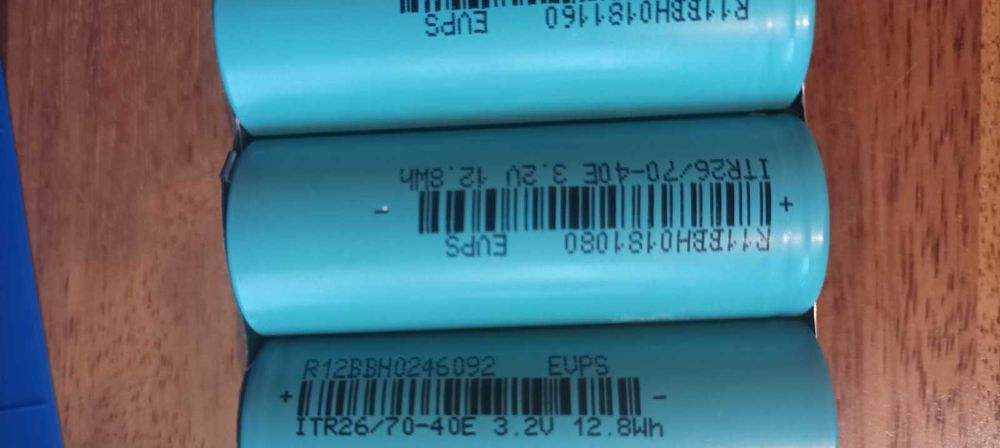 R11BBH0181160 EVPS
ITR26/70-40E 3.2V 12.8Wh
+ -
R11BBH0181080 EVPS
R12BBH0246092 EVPS
+ -
ITR26/70-40E 3.2V 12.8Wh